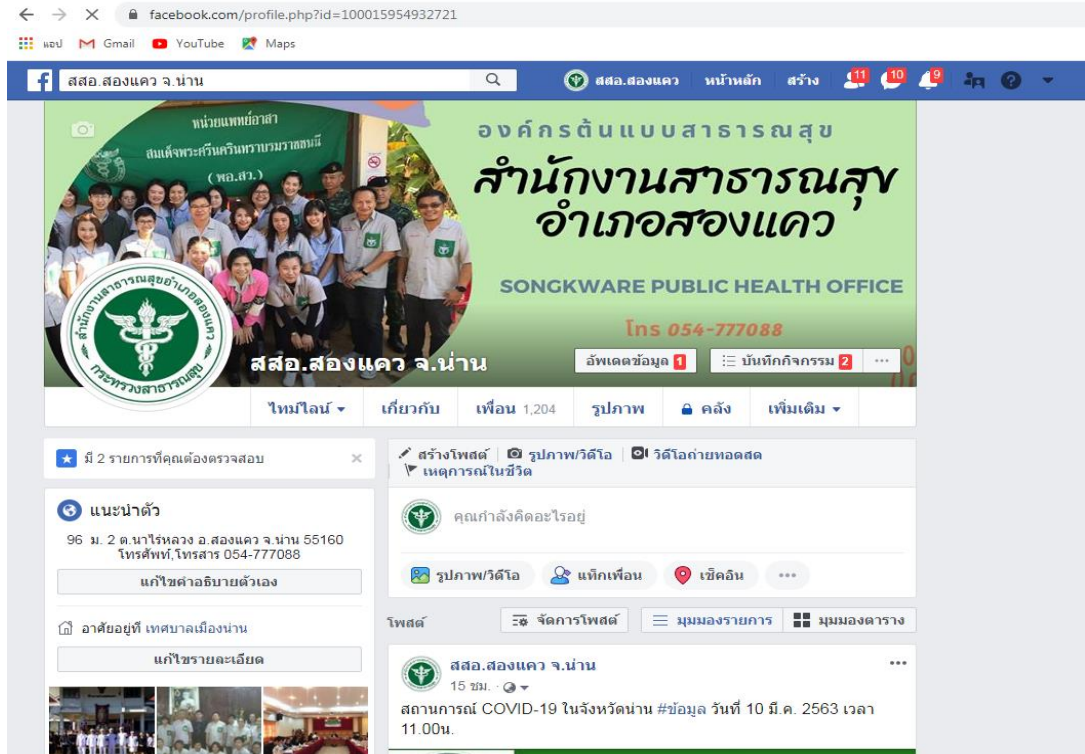 facebook.com/profile.php?id=100015954932721
แอป Gmail YouTube Maps
สสอ.สองแคว จ.น่าน
สสอ.สองแคว หน้าหลัก สร้าง 11 10 9
หน่วยแพทย์อาสา
สมเด็จพระศรีนครินทราบรมราชชนนี
(พอ.สว.)
องค์กรต้นแบบสาธารณสุข
สำนักงานสาธารณสุข
อำเภอสองแคว
SONGKWARE PUBLIC HEALTH OFFICE
โทร 054-777088
สำนักงานสาธารณสุขอำเภอสองแคว
กระทรวงสาธารณสุข
สสอ.สองแคว จ.น่าน
อัพเดตข้อมูล 1 บันทึกกิจกรรม 2 ...
ไทม์ไลน์ เกี่ยวกับ เพื่อน 1,204 รูปภาพ คลัง เพิ่มเติม
มี 2 รายการที่คุณต้องตรวจสอบ
แนะนำตัว
96 ม. 2 ต.นาไร่หลวง อ.สองแคว จ.น่าน 55160
โทรศัพท์,โทรสาร 054-777088
แก้ไขคำอธิบายตัวเอง
อาศัยอยู่ที่ เทศบาลเมืองน่าน
แก้ไขรายละเอียด
สร้างโพสต์ รูปภาพ/วิดีโอ วิดีโอถ่ายทอดสด
เหตุการณ์ในชีวิต
คุณกำลังคิดอะไรอยู่
รูปภาพ/วิดีโอ แท็กเพื่อน เช็คอิน ...
โพสต์ จัดการโพสต์ มุมมองรายการ มุมมองตาราง
สสอ.สองแคว จ.น่าน ...
15 ชม. ·
สถานการณ์ COVID-19 ในจังหวัดน่าน #ข้อมูล วันที่ 10 มี.ค. 2563 เวลา
11.00น.